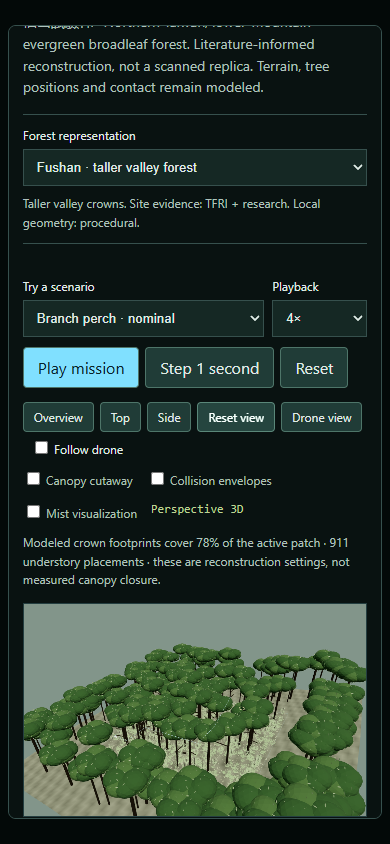 evergreen broadleaf forest. Literature-informed
reconstruction, not a scanned replica. Terrain, tree
positions and contact remain modeled.
Forest representation
Fushan · taller valley forest
Taller valley crowns. Site evidence: TFRI + research. Local
geometry: procedural.
Try a scenario
Playback
Branch perch · nominal
4×
Play mission
Step 1 second
Reset
Overview
Top
Side
Reset view
Drone view
Follow drone
Canopy cutaway
Collision envelopes
Mist visualization
Perspective 3D
Modeled crown footprints cover 78% of the active patch · 911
understory placements · these are reconstruction settings, not
measured canopy closure.